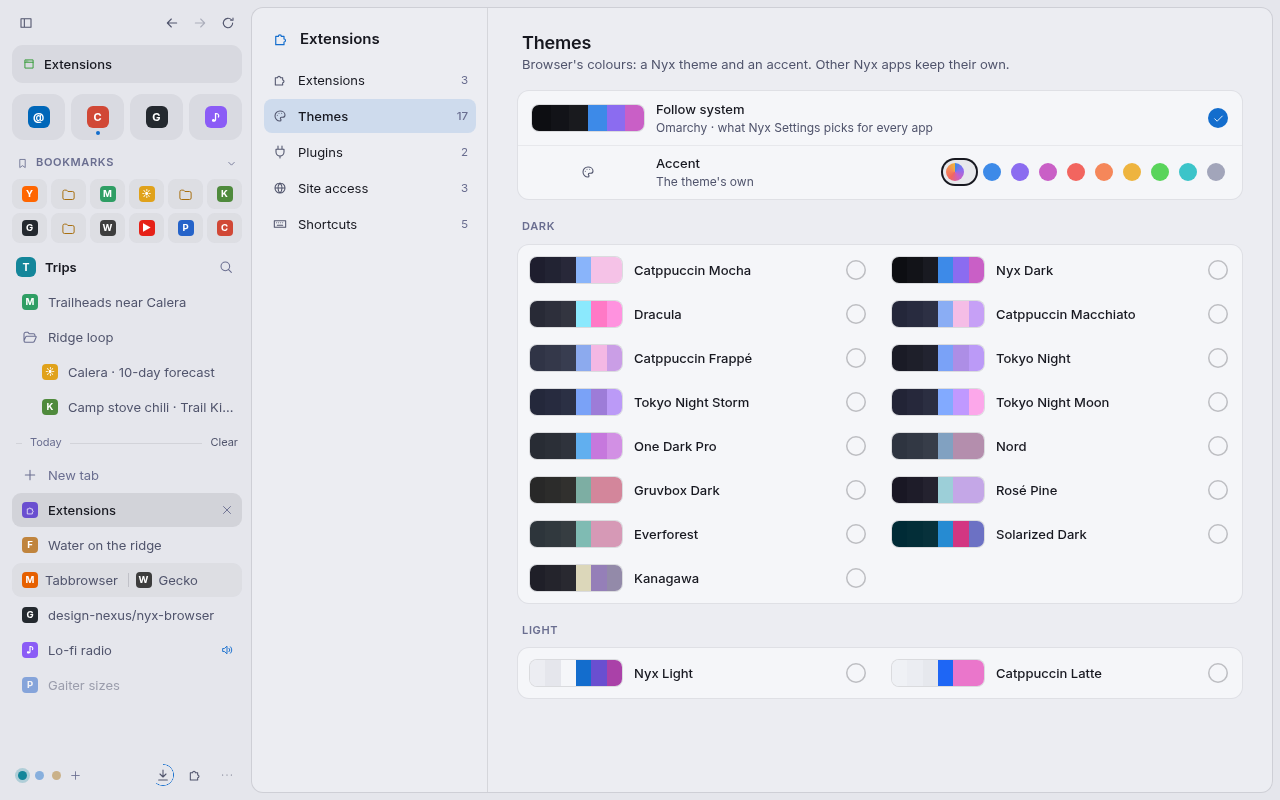 Extensions
@
C
G
BOOKMARKS
Y
M
K
G
W
P
C
T
Trips
M
Trailheads near Calera
Ridge loop
Calera · 10-day forecast
K
Camp stove chili · Trail Ki...
Today
Clear
New tab
Extensions
F
Water on the ridge
M
Tabbrowser
W
Gecko
G
design-nexus/nyx-browser
Lo-fi radio
P
Gaiter sizes
Extensions
Extensions 3
Themes 17
Plugins 2
Site access 3
Shortcuts 5
Themes
Browser's colours: a Nyx theme and an accent. Other Nyx apps keep their own.
Follow system
Omarchy · what Nyx Settings picks for every app
Accent
The theme's own
DARK
Catppuccin Mocha
Nyx Dark
Dracula
Catppuccin Macchiato
Catppuccin Frappé
Tokyo Night
Tokyo Night Storm
Tokyo Night Moon
One Dark Pro
Nord
Gruvbox Dark
Rosé Pine
Everforest
Solarized Dark
Kanagawa
LIGHT
Nyx Light
Catppuccin Latte